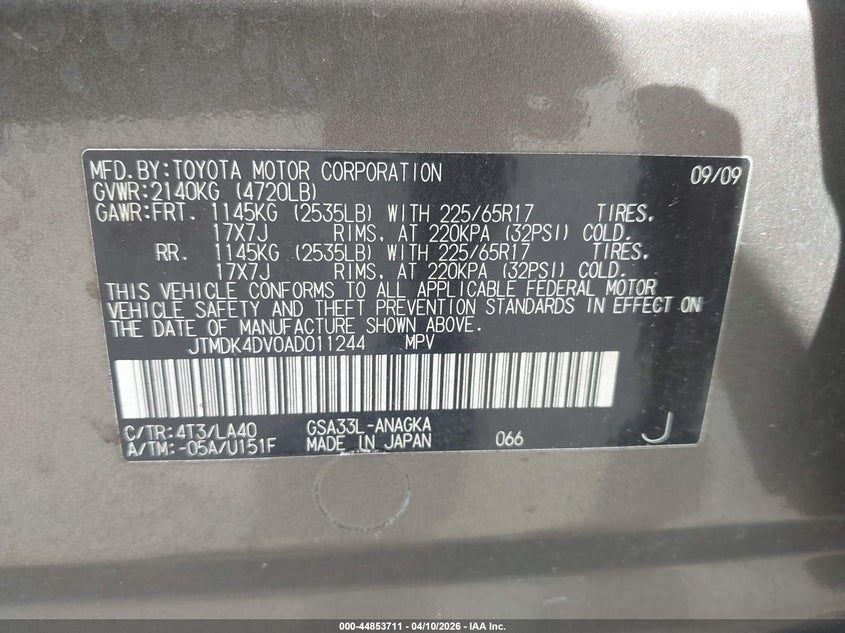 MFD.BY:TOYOTA MOTOR CORPORATION 09/09
GVWR:2140KG (4720LB)
GAWR:FRT. 1145KG (2535LB) WITH 225/65R17 TIRES.
17X7J RIMS, AT 220KPA (32PSI) COLD.
RR. 1145KG (2535LB) WITH 225/65R17 TIRES.
17X7J RIMS, AT 220KPA (32PSI) COLD.
THIS VEHICLE CONFORMS TO ALL APPLICABLE FEDERAL MOTOR
VEHICLE SAFETY AND THEFT PREVENTION STANDARDS IN EFFECT ON
THE DATE OF MANUFACTURE SHOWN ABOVE.
JTMDK4DV0AD011244 MPV
C/TR:4T3/LA40 GSA33L-ANAGKA
A/TM:-05A/U151F MADE IN JAPAN 066 J
000-44853711 - 04/10/2026 - IAA Inc.